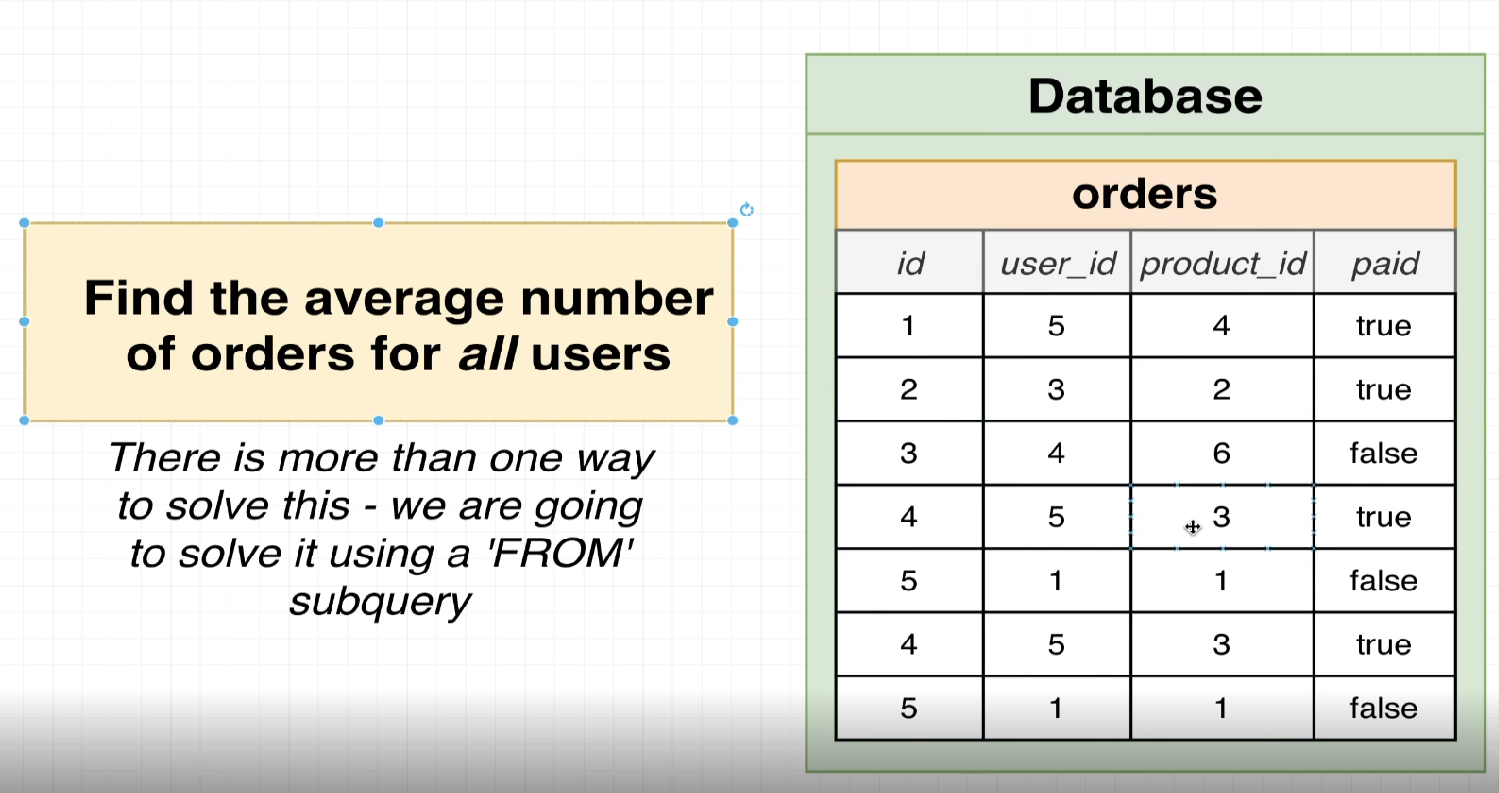 Find the average number
of orders for all users
There is more than one way
to solve this - we are going
to solve it using a 'FROM'
subquery
Database
orders
id user_id product_id paid
1 5 4 true
2 3 2 true
3 4 6 false
4 5 3 true
5 1 1 false
4 5 3 true
5 1 1 false